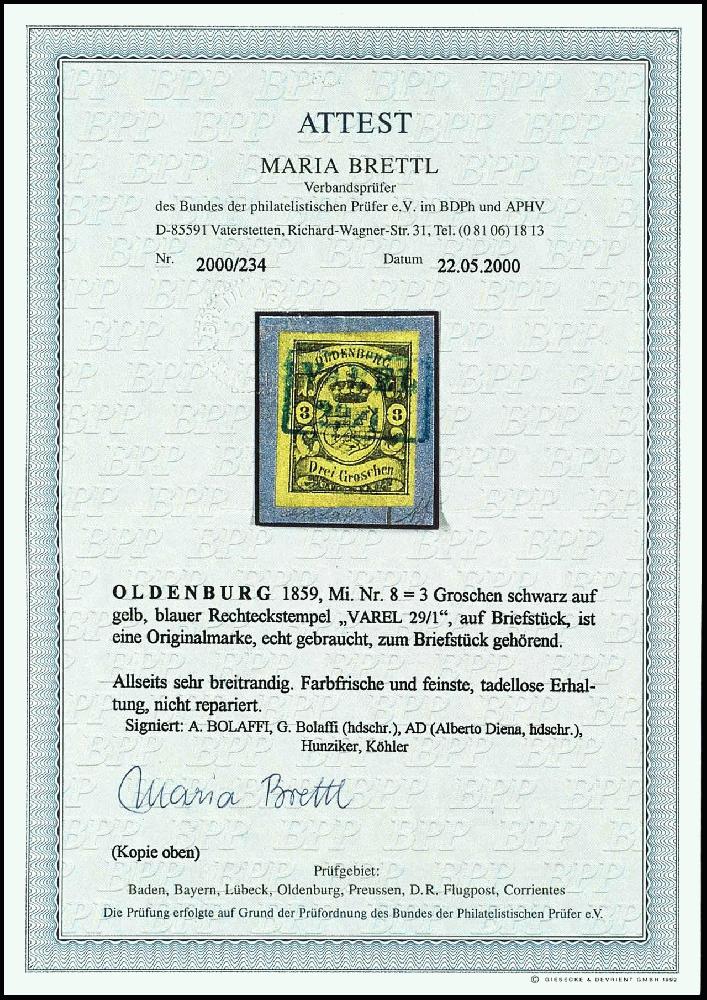 ATTEST
MARIA BRETTL
Verbandsprüfer
des Bundes der philatelistischen Prüfer e.V. im BDPh und APHV
D-85591 Vaterstetten, Richard-Wagner-Str. 31, Tel. (0 81 06) 18 13
Nr. 2000/234 Datum 22.05.2000
OLDENBURG
3 3
Drei Groschen
OLDENBURG 1859, Mi. Nr. 8 = 3 Groschen schwarz auf
gelb, blauer Rechteckstempel „VAREL 29/1“, auf Briefstück, ist
eine Originalmarke, echt gebraucht, zum Briefstück gehörend.
Allseits sehr breitrandig. Farbfrische und feinste, tadellose Erhal-
tung, nicht repariert.
Signiert: A. BOLAFFI, G. Bolaffi (hdschr.), AD (Alberto Diena, hdschr.),
Hunziker, Köhler
Maria Brettl
(Kopie oben)
Prüfgebiet:
Baden, Bayern, Lübeck, Oldenburg, Preussen, D.R. Flugpost, Corrientes
Die Prüfung erfolgte auf Grund der Prüfordnung des Bundes der Philatelistischen Prüfer e.V.
© GIESECKE & DEVRIENT GMBH 1992